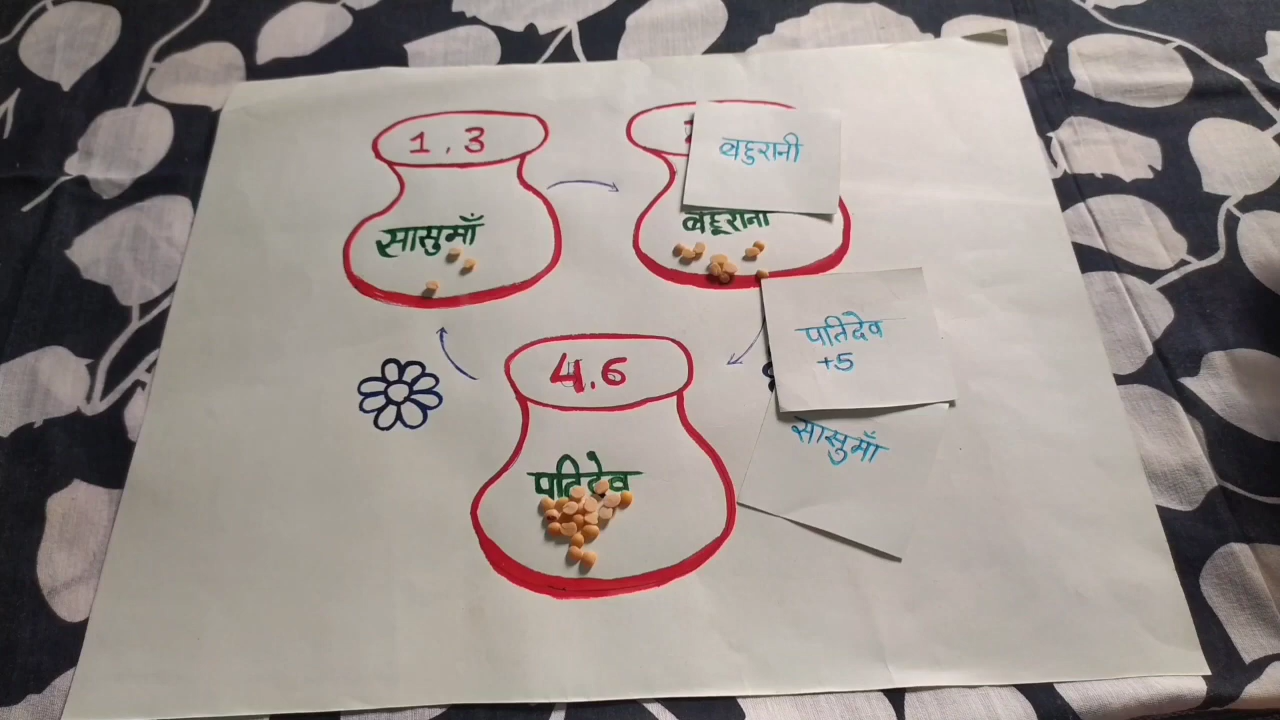 1.3
बहुरानी
सासुमाँ
बहूरानी
पतिदेव
+5
4.6
सासुमाँ
पतिदेव